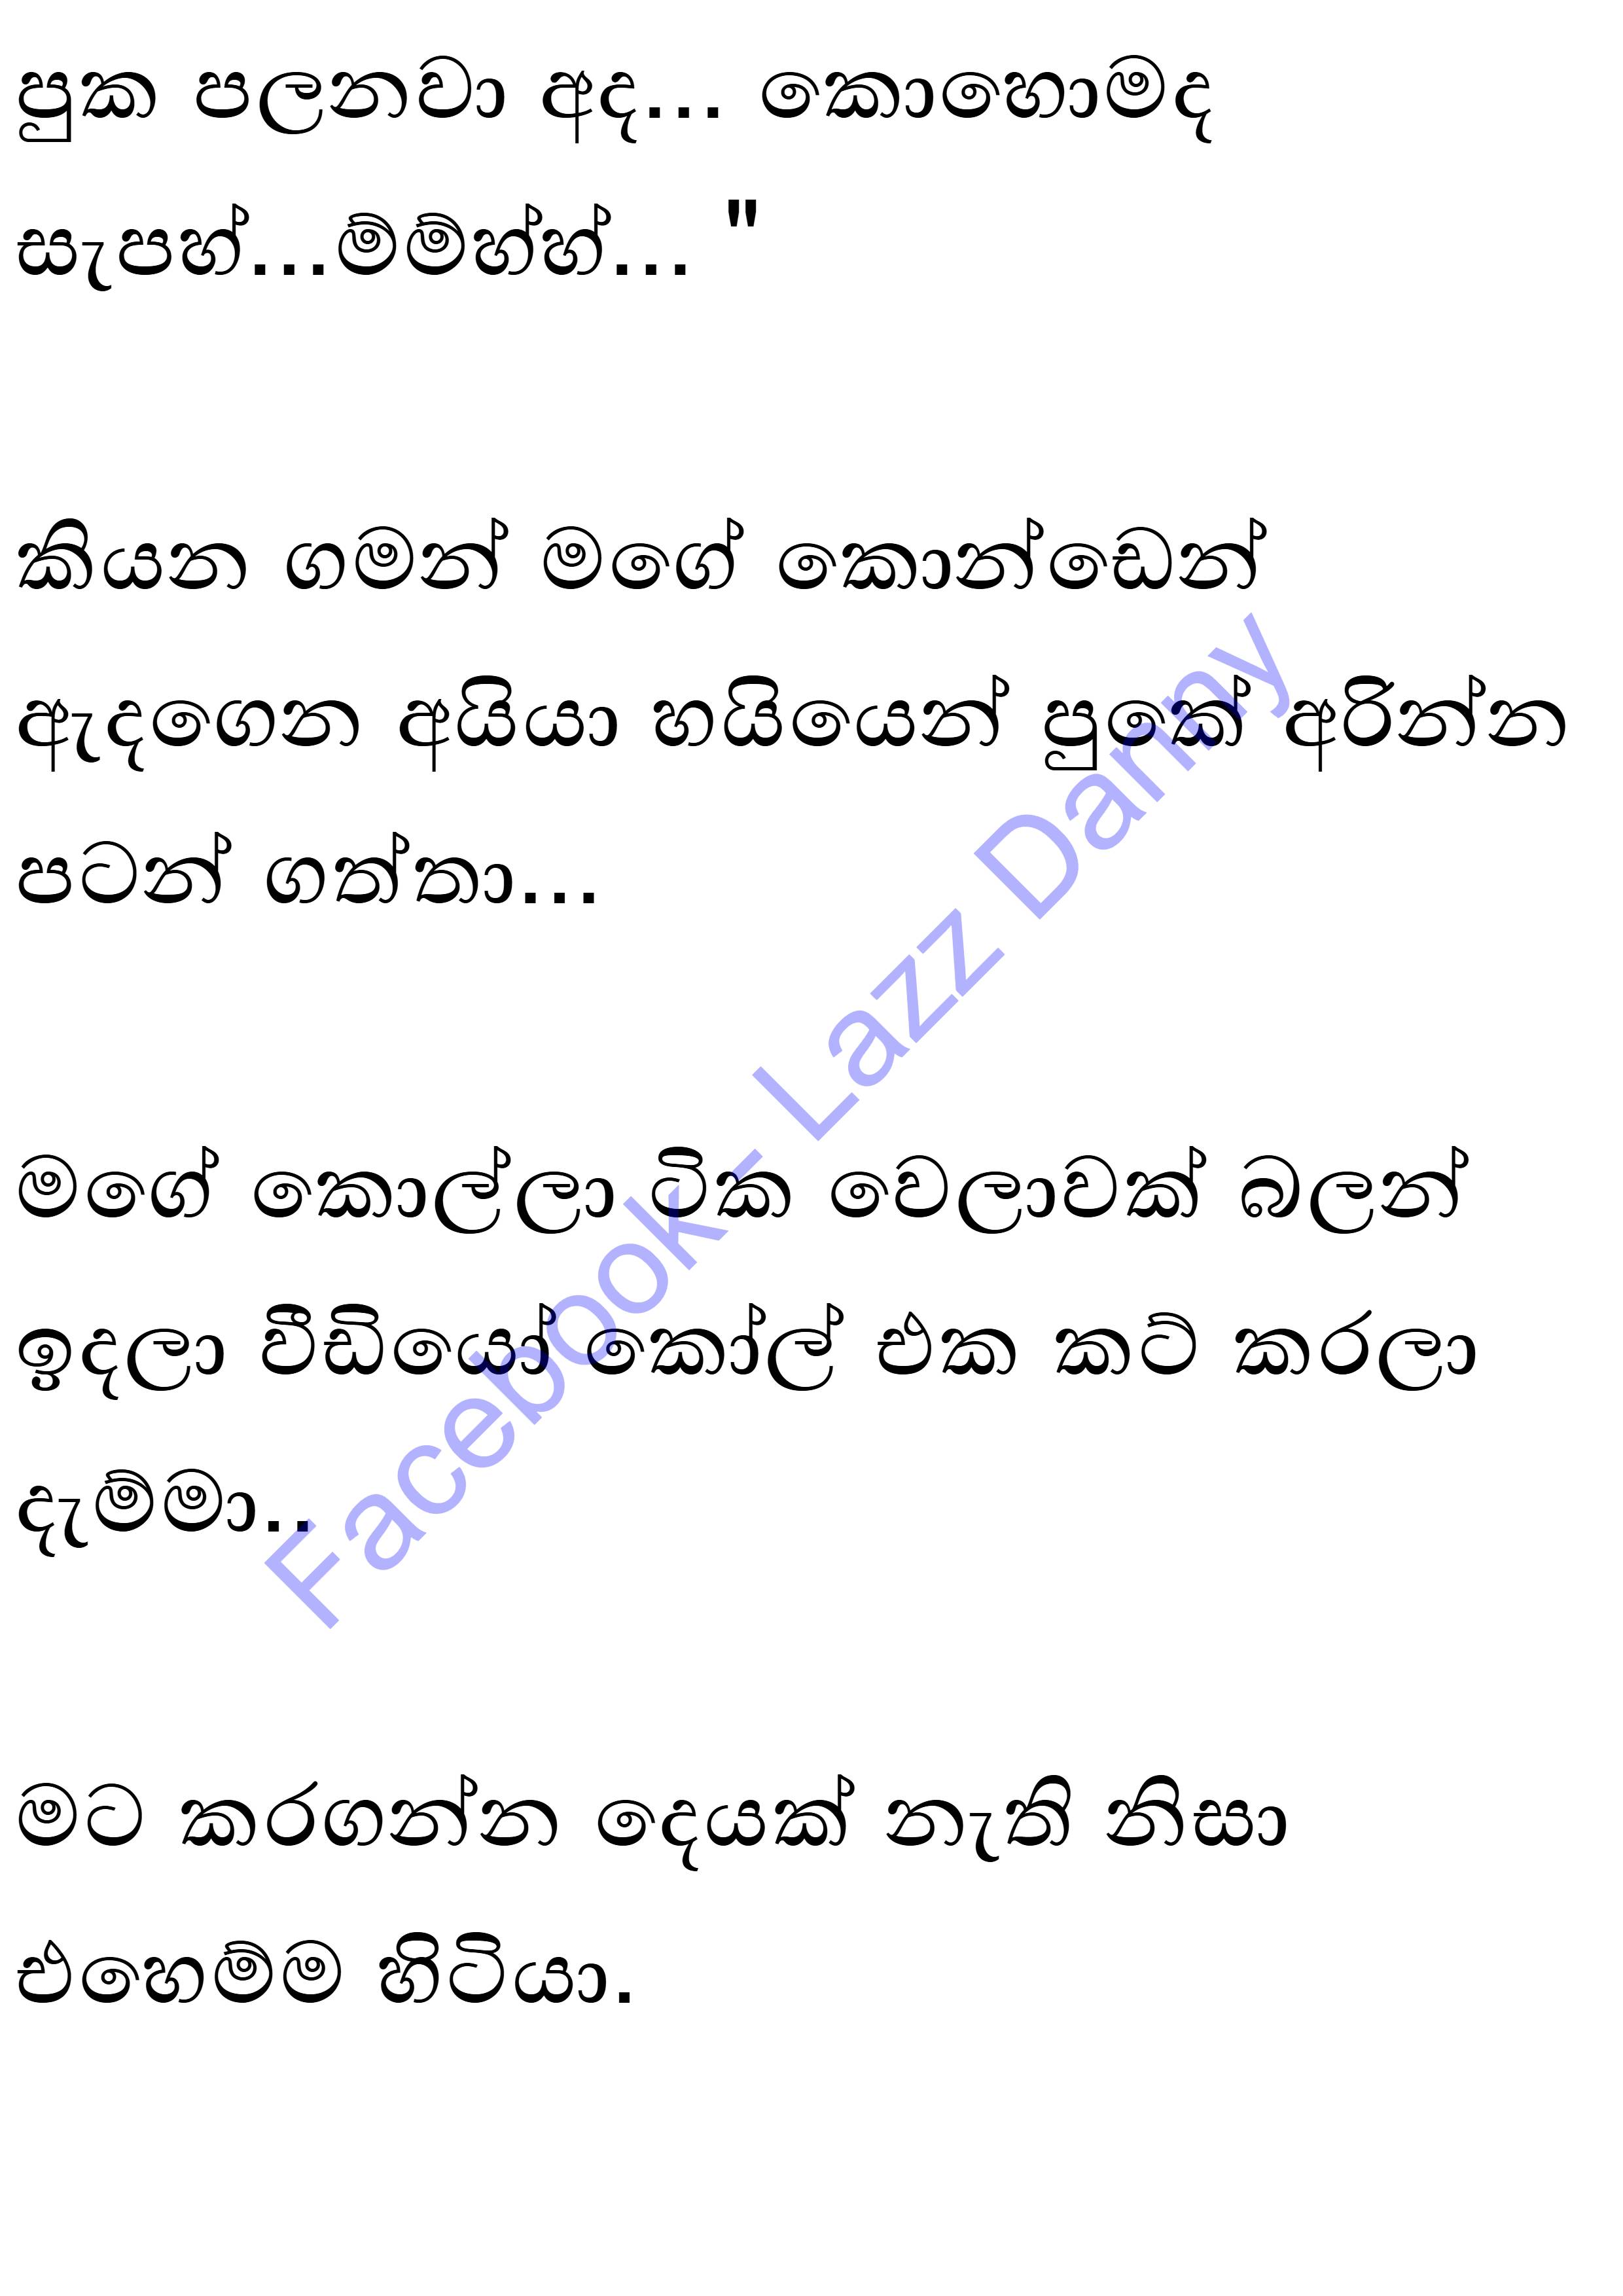 පුක පලනවා අද... කොහොමද
සැපහ්...ම්ම්හ්හ්... "
කියන ගමන් මගේ කොන්ඩෙන්
ඇදගෙන අයියා හයියෙන් පුකේ අරින්න
පටන් ගත්තා...
මගේ කොල්ලා ටික වෙලාවක් බලන්
ඉදලා වීඩියෝ කෝල් එක කට් කරලා
දැම්මා..
මට කරගන්න දෙයක් නැති නිසා
එහෙම්ම හිටියා.
Facebook- Lazz Danny